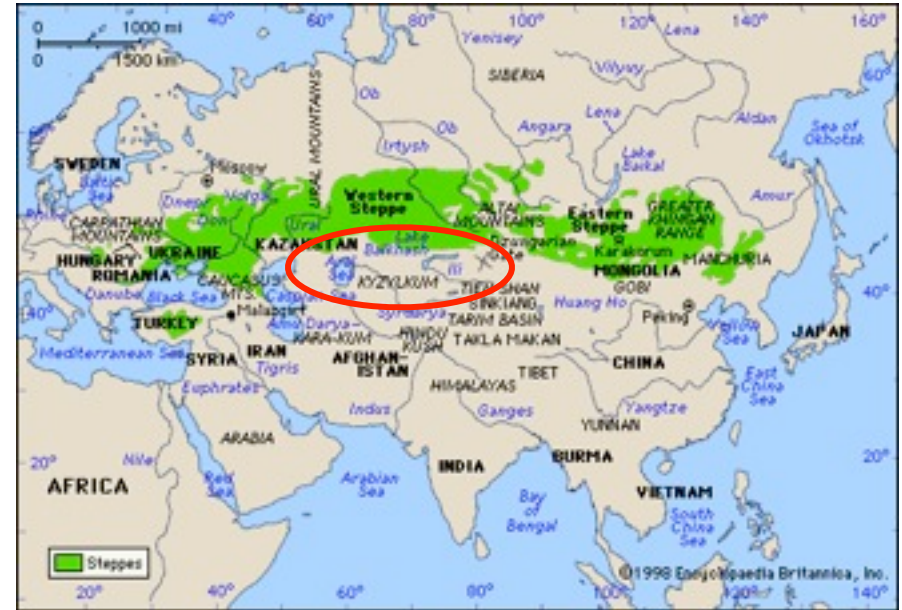 40° 60° 80° 100° 120° 140° 160°
0 1000 mi
0 1500 km
Yenisey
Lena
SIBERIA
Vilyuy
60°
URAL MOUNTAINS
Ob
Ob
Irtysh
Angara
Lena
Aldan
Sea of
Okhotsk
SWEDEN
Baltic
Sea
Moscow
Lake
Baikal
Amur
Dnepr
Volga
Don
Ural
Western
Steppe
ALTAI
MOUNTAINS
Eastern
Steppe
GREATER
KHINGAN
RANGE
CARPATHIAN
MOUNTAINS
UKRAINE
Lake
Balkhash
Dzungarian
Gate
Karakorum
MANCHURIA
HUNGARY
ROMANIA
Aral
Sea
Ili
MONGOLIA
GOBI
CAUCASUS
MTS.
KYZYLKUM
TIEN SHAN
SINKIANG
Danube
Black Sea
Caspian Sea
Syrdarya
TARIM BASIN
Huang Ho
40°
40°
Amu Darya
KARA-KUM
HINDU
KUSH
TAKLA MAKAN
Peking
Yellow
Sea
JAPAN
TURKEY
Mediterranean Sea
SYRIA
IRAN
Tigris
AFGHAN-
ISTAN
TIBET
CHINA
East
China
Sea
Euphrates
HIMALAYAS
Indus
Ganges
Yangtze
YUNNAN
ARABIA
20°
Nile
Red
Sea
Arabian
Sea
INDIA
BURMA
20°
AFRICA
Bay
of
Bengal
VIETNAM
South
China
Sea
Steppes
©1998 Encyclopaedia Britannica, Inc.
20° 40° 60° 80° 100° 140°